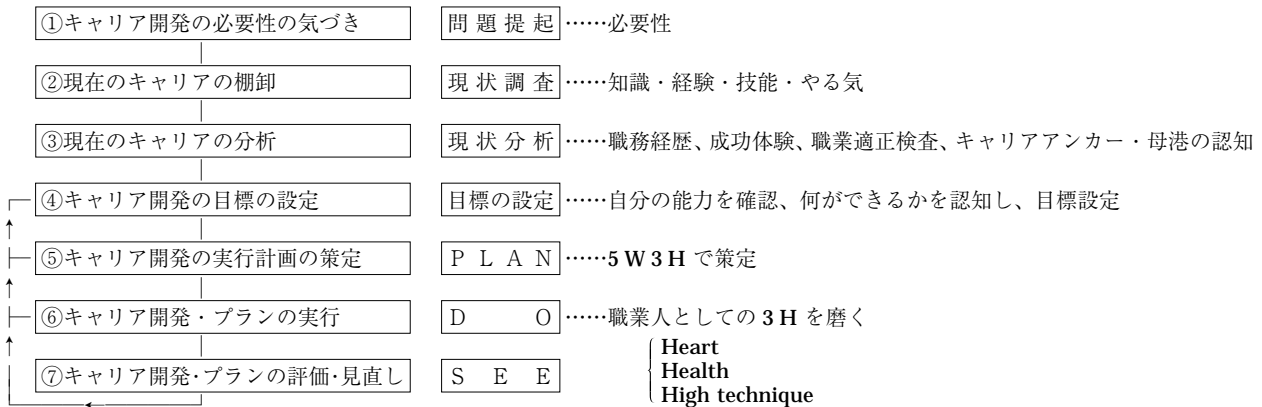 ①キャリア開発の必要性の気づき 問題提起……必要性
②現在のキャリアの棚卸 現状調査……知識・経験・技能・やる気
③現在のキャリアの分析 現状分析……職務経歴、成功体験、職業適正検査、キャリアアンカー・母港の認知
④キャリア開発の目標の設定 目標の設定……自分の能力を確認、何ができるかを認知し、目標設定
⑤キャリア開発の実行計画の策定 PLAN……5W3Hで策定
⑥キャリア開発・プランの実行 DO……職業人としての3Hを磨く
Heart
⑦キャリア開発・プランの評価・見直し SEE Health
High technique